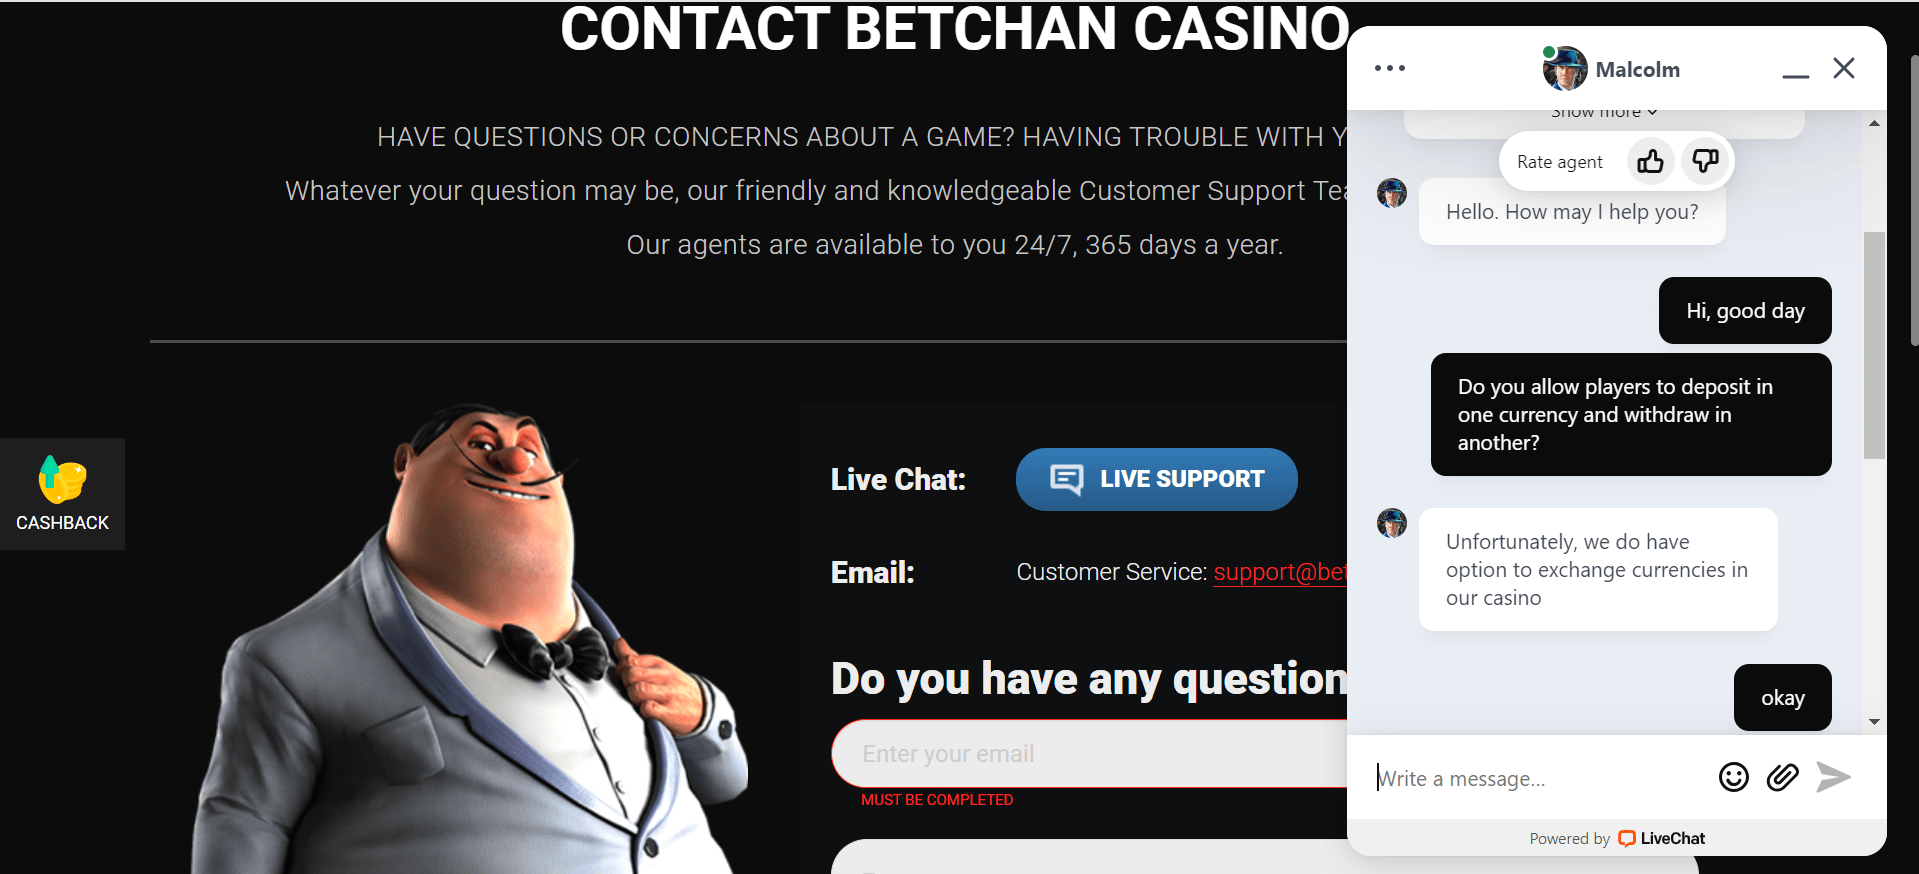 CONTACT BETCHAN CASINO
HAVE QUESTIONS OR CONCERNS ABOUT A GAME? HAVING TROUBLE WITH
Whatever your question may be, our friendly and knowledgeable Customer Support
Our agents are available to you 24/7, 365 days a year.
CASHBACK
Live Chat:
LIVE SUPPORT
Email:
Customer Service: support@bet
Do you have any question
Enter your email
MUST BE COMPLETED
Malcolm
Show more
Rate agent
Hello. How may I help you?
Hi, good day
Do you allow players to deposit in
one currency and withdraw in
another?
Unfortunately, we do have
option to exchange currencies in
our casino
okay
Write a message...
Powered by LiveChat